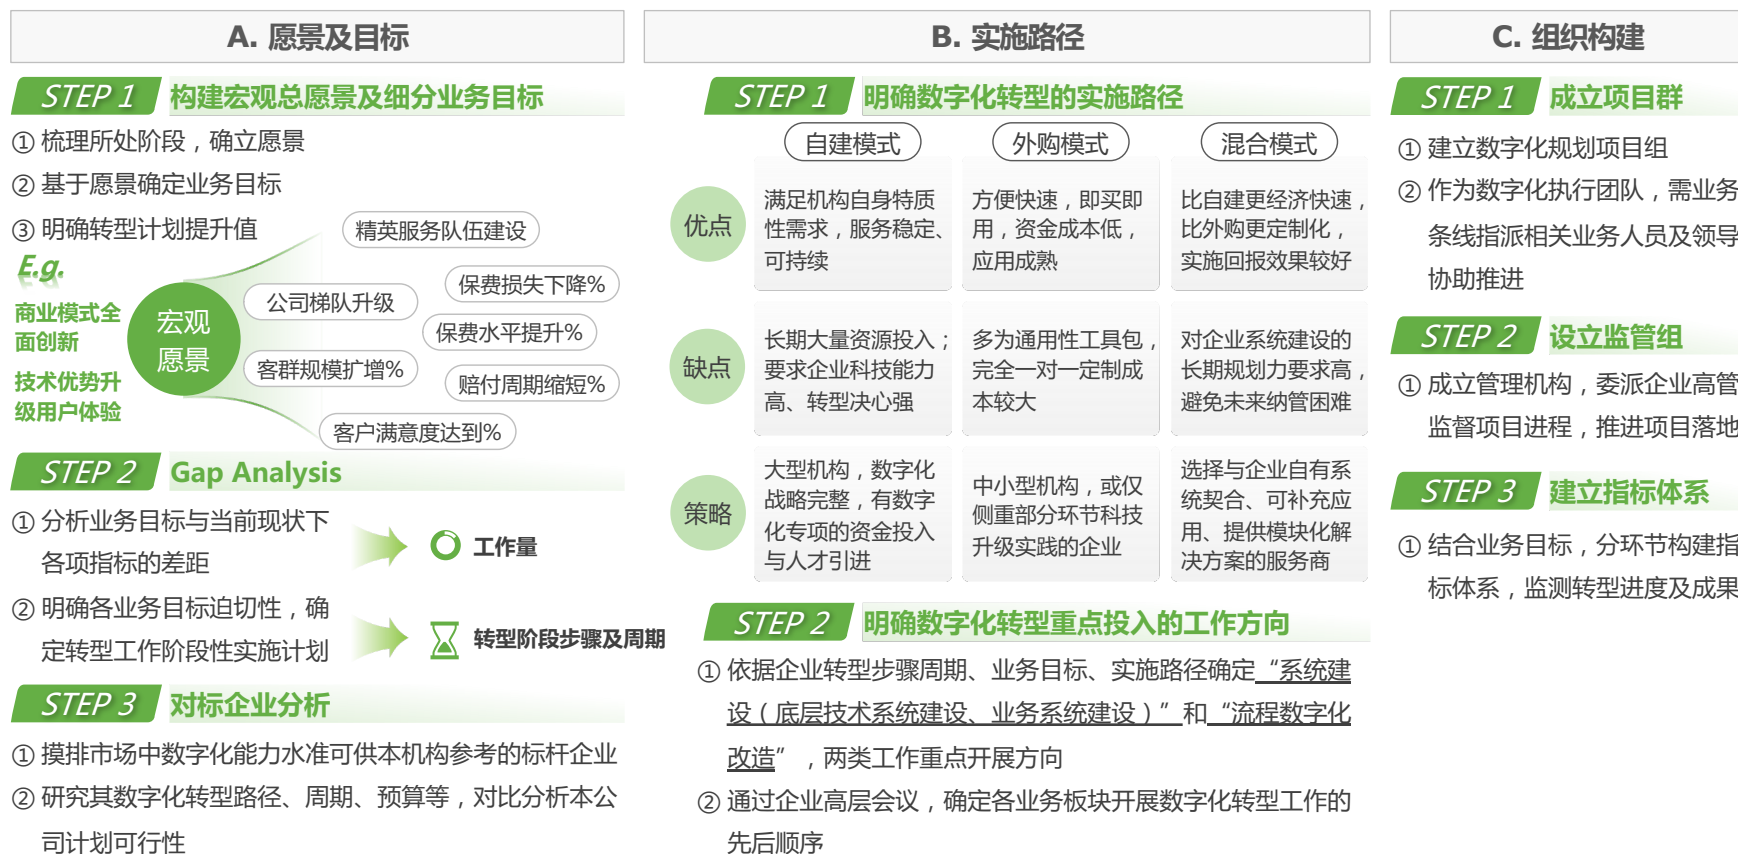 A. 愿景及目标
STEP 1 构建宏观总愿景及细分业务目标
① 梳理所处阶段，确立愿景
② 基于愿景确定业务目标
③ 明确转型计划提升值
E.g.
商业模式全
面创新
技术优势升
级用户体验
宏观
愿景
精英服务队伍建设
保费损失下降%
公司梯队升级
保费水平提升%
客群规模扩增%
赔付周期缩短%
客户满意度达到%
STEP 2 Gap Analysis
① 分析业务目标与当前现状下
各项指标的差距
工作量
② 明确各业务目标迫切性，确
定转型工作阶段性实施计划
转型阶段步骤及周期
STEP 3 对标企业分析
① 摸排市场中数字化能力水准可供本机构参考的标杆企业
② 研究其数字化转型路径、周期、预算等，对比分析本公
司计划可行性
B. 实施路径
STEP 1 明确数字化转型的实施路径
自建模式 外购模式 混合模式
优点
满足机构自身特质
性需求，服务稳定、
可持续
方便快速，即买即
用，资金成本低，
应用成熟
比自建更经济快速，
比外购更定制化，
实施回报效果较好
缺点
长期大量资源投入；
要求企业科技能力
高、转型决心强
多为通用性工具包，
完全一对一定制成
本较大
对企业系统建设的
长期规划力要求高，
避免未来纳管困难
策略
大型机构，数字化
战略完整，有数字
化专项的资金投入
与人才引进
中小型机构，或仅
侧重部分环节科技
升级实践的企业
选择与企业自有系
统契合、可补充应
用、提供模块化解
决方案的服务商
STEP 2 明确数字化转型重点投入的工作方向
① 依据企业转型步骤周期、业务目标、实施路径确定“系统建
设（底层技术系统建设、业务系统建设）”和“流程数字化
改造”，两类工作重点开展方向
② 通过企业高层会议，确定各业务板块开展数字化转型工作的
先后顺序
C. 组织构建
STEP 1 成立项目群
① 建立数字化规划项目组
② 作为数字化执行团队，需业务
条线指派相关业务人员及领导
协助推进
STEP 2 设立监管组
① 成立管理机构，委派企业高管
监督项目进程，推进项目落地
STEP 3 建立指标体系
① 结合业务目标，分环节构建指
标体系，监测转型进度及成果